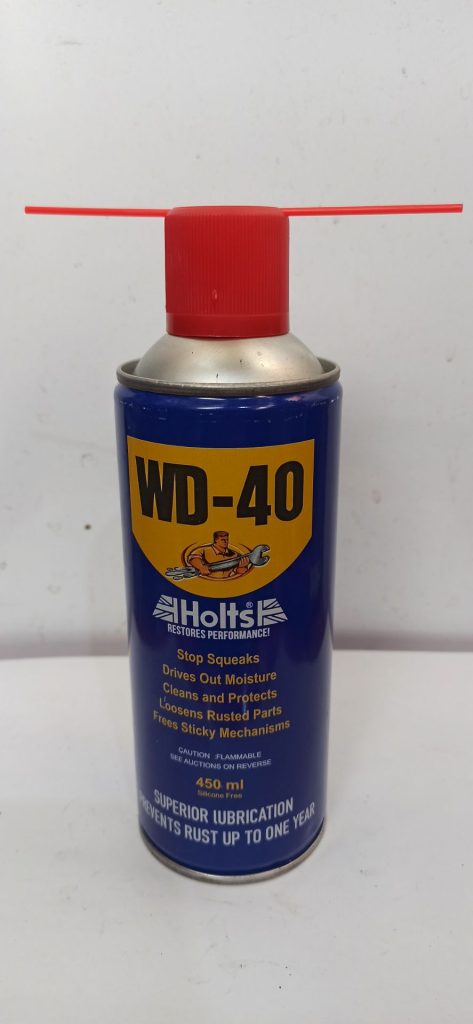 WD-40
Holts®
RESTORES PERFORMANCE!
Stop Squeaks
Drives Out Moisture
Cleans and Protects
Loosens Rusted Parts
Frees Sticky Mechanisms
CAUTION :FLAMMABLE
SEE AUCTIONS ON REVERSE
450 ml
Silicone Free
SUPERIOR lUBRICATION
PREVENTS RUST UP TO ONE YEAR